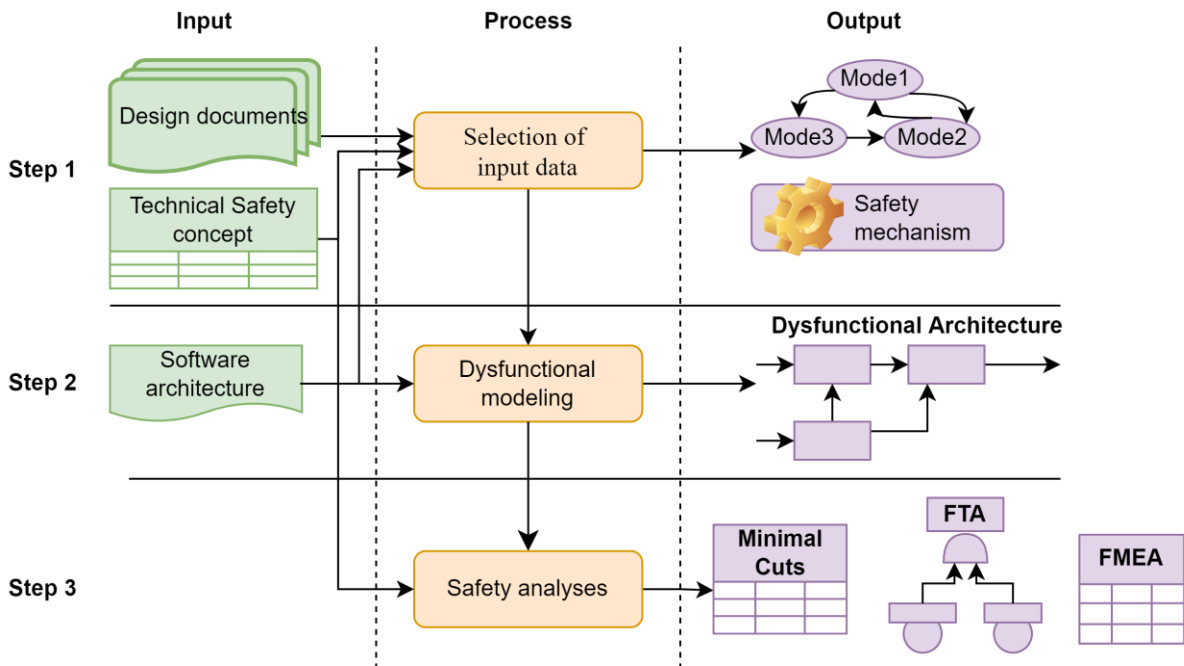 Input
Process
Output
Step 1
Design documents
Technical Safety
concept
Selection of
input data
Mode1
Mode3
Mode2
Safety
mechanism
Step 2
Software
architecture
Dysfunctional
modeling
Dysfunctional Architecture
Step 3
Safety analyses
Minimal
Cuts
FTA
FMEA